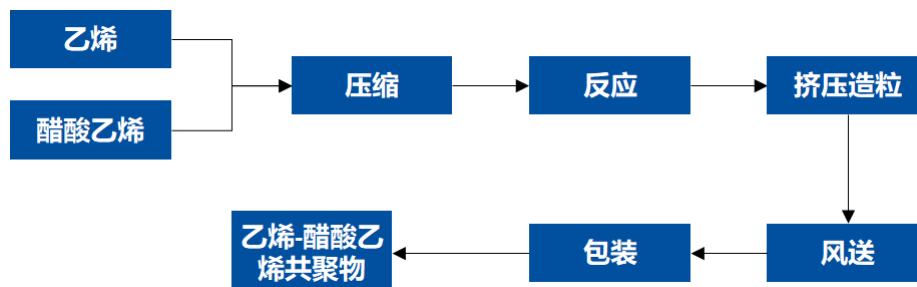 乙烯
醋酸乙烯
压缩
反应
挤压造粒
风送
包装
乙烯-醋酸乙
烯共聚物